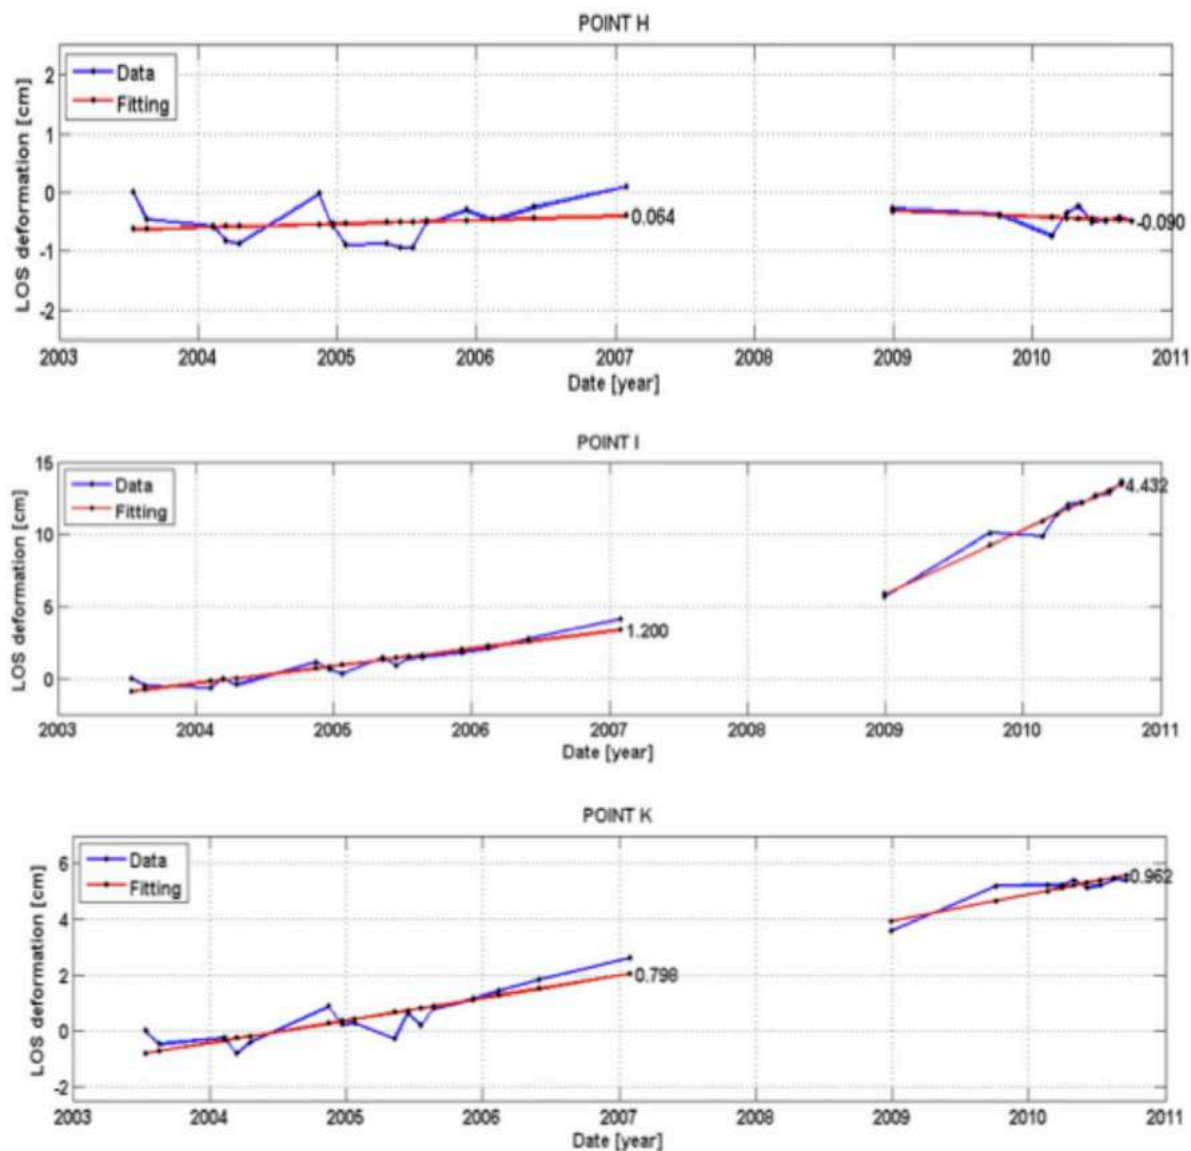 POINT H
LOS deformation [cm]
2
1
0
-1
-2
Data
Fitting
0.064
-0.090
2003 2004 2005 2006 2007 2008 2009 2010 2011
Date [year]
POINT I
LOS deformation [cm]
15
10
5
0
Data
Fitting
1.200
4.432
2003 2004 2005 2006 2007 2008 2009 2010 2011
Date [year]
POINT K
LOS deformation [cm]
6
4
2
0
-2
Data
Fitting
0.798
0.962
2003 2004 2005 2006 2007 2008 2009 2010 2011
Date [year]